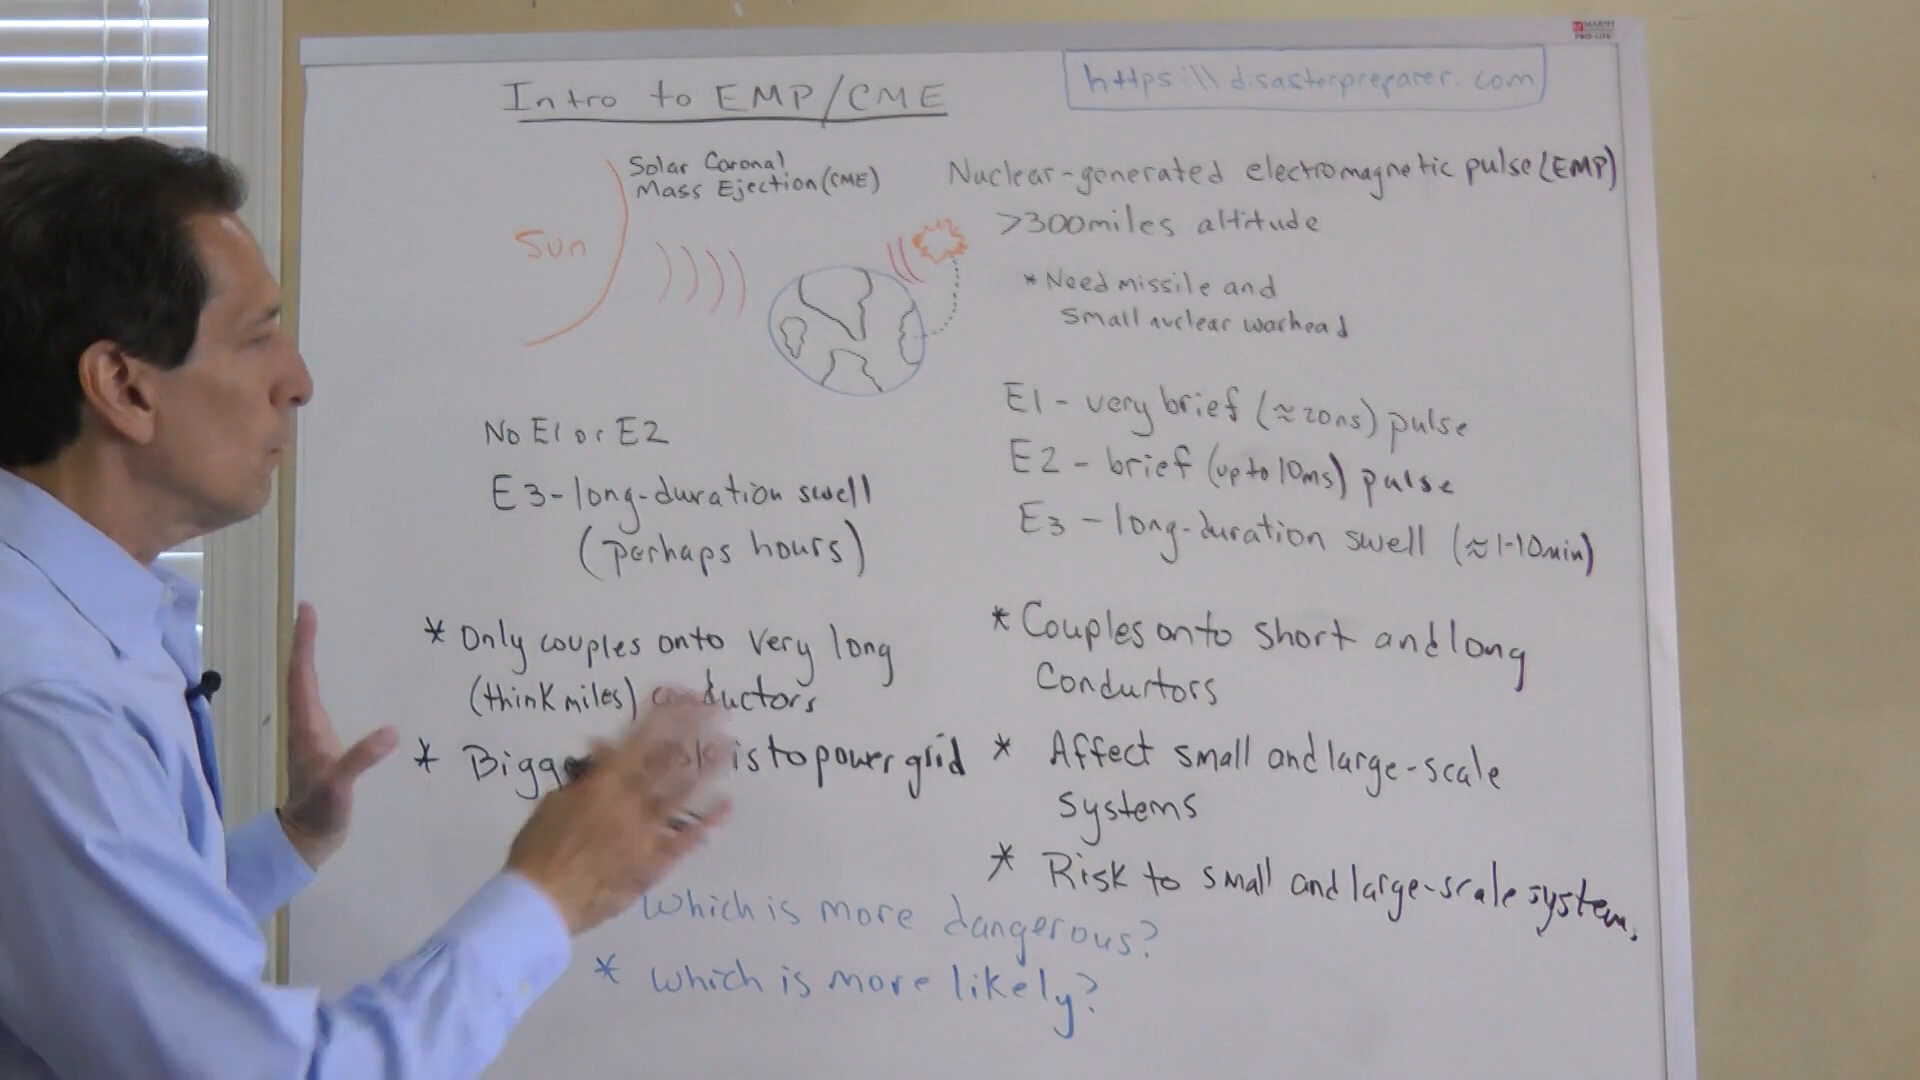 Intro to EMP/CME
https:\\disasterpreparer.com
Solar Coronal
Mass Ejection (CME)
Sun
Nuclear-generated electromagnetic pulse (EMP)
>300miles altitude
* Need missile and
small nuclear warhead
No E1 or E2
E3-long-duration swell
(perhaps hours)
* Only couples onto very long
(think miles) conductors
* is to power grid
E1 - very brief (≈20ns) pulse
E2 - brief (up to 10ms) pulse
E3 - long-duration swell (≈1-10min)
* Couples onto short and long
Conductors
* Affect small and large-scale
systems
* Risk to small and large-scale systems
Which is more dangerous?
* Which is more likely?